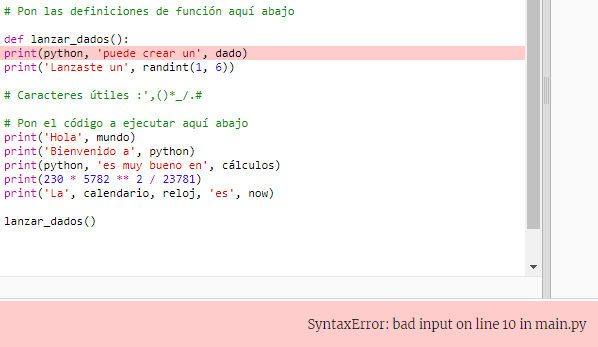 # Pon las definiciones de función aquí abajo
def lanzar_dados():
print(python, 'puede crear un', dado)
print('Lanzaste un', randint(1, 6))
# Caracteres útiles :',()*_/.#
# Pon el código a ejecutar aquí abajo
print('Hola', mundo)
print('Bienvenido a', python)
print(python, 'es muy bueno en', cálculos)
print(230 * 5782 ** 2 / 23781)
print('La', calendario, reloj, 'es', now)
lanzar_dados()
SyntaxError: bad input on line 10 in main.py